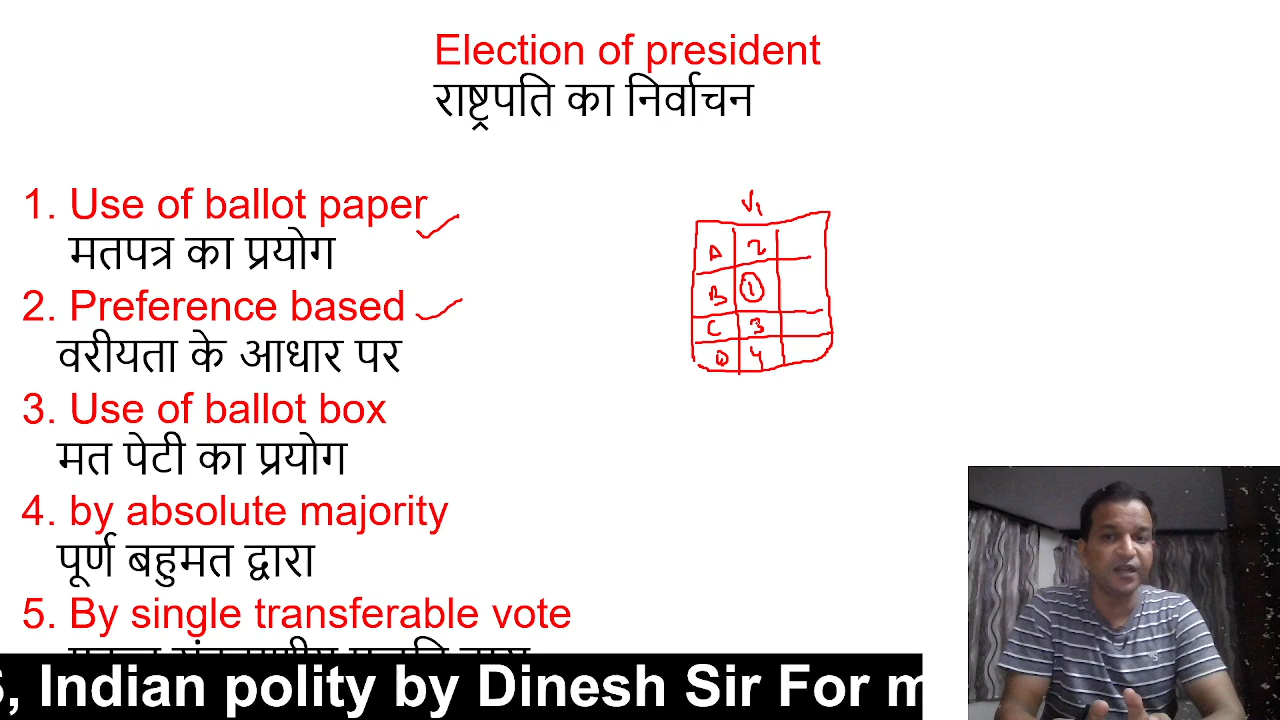 Election of president
राष्ट्रपति का निर्वाचन
1. Use of ballot paper
मतपत्र का प्रयोग
2. Preference based
वरीयता के आधार पर
3. Use of ballot box
मत पेटी का प्रयोग
4. by absolute majority
पूर्ण बहुमत द्वारा
5. By single transferable vote
V1
A 2
B 1
C 3
D 4
, Indian polity by Dinesh Sir For